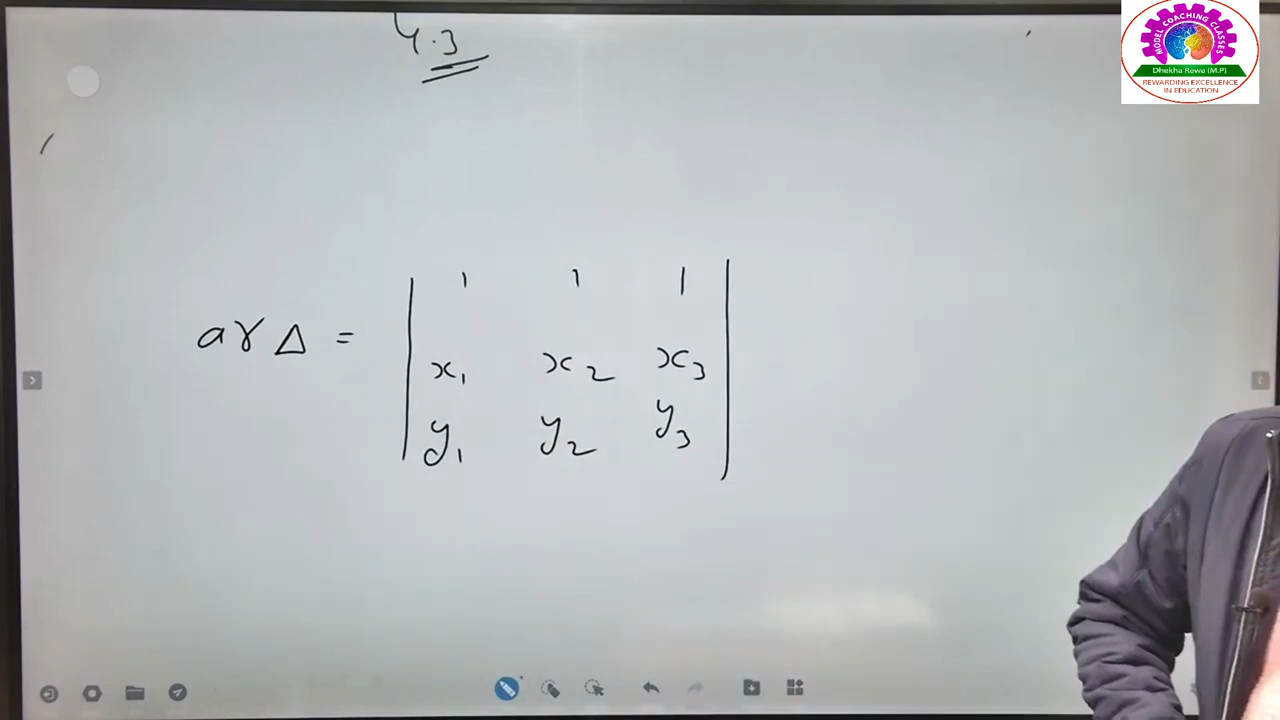 4.3
MODEL COACHING CLASSES
Dhekha Rewa (M.P)
REWARDING EXCELLENCE
IN EDUCATION
1 1 1
ar Δ =
x₁ x₂ x₃
y₁ y₂ y₃